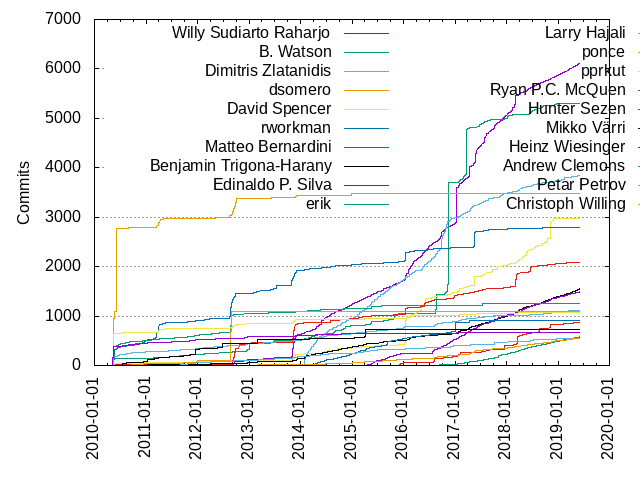 7000
6000
5000
4000
3000
2000
1000
0
Commits
Willy Sudiarto Raharjo
B. Watson
Dimitris Zlatanidis
dsomero
David Spencer
rworkman
Matteo Bernardini
Benjamin Trigona-Harany
Edinaldo P. Silva
erik
Larry Hajali
ponce
pprkut
Ryan P.C. McQuen
Hunter Sezen
Mikko Värri
Heinz Wiesinger
Andrew Clemons
Petar Petrov
Christoph Willing
2010-01-01
2011-01-01
2012-01-01
2013-01-01
2014-01-01
2015-01-01
2016-01-01
2017-01-01
2018-01-01
2019-01-01
2020-01-01